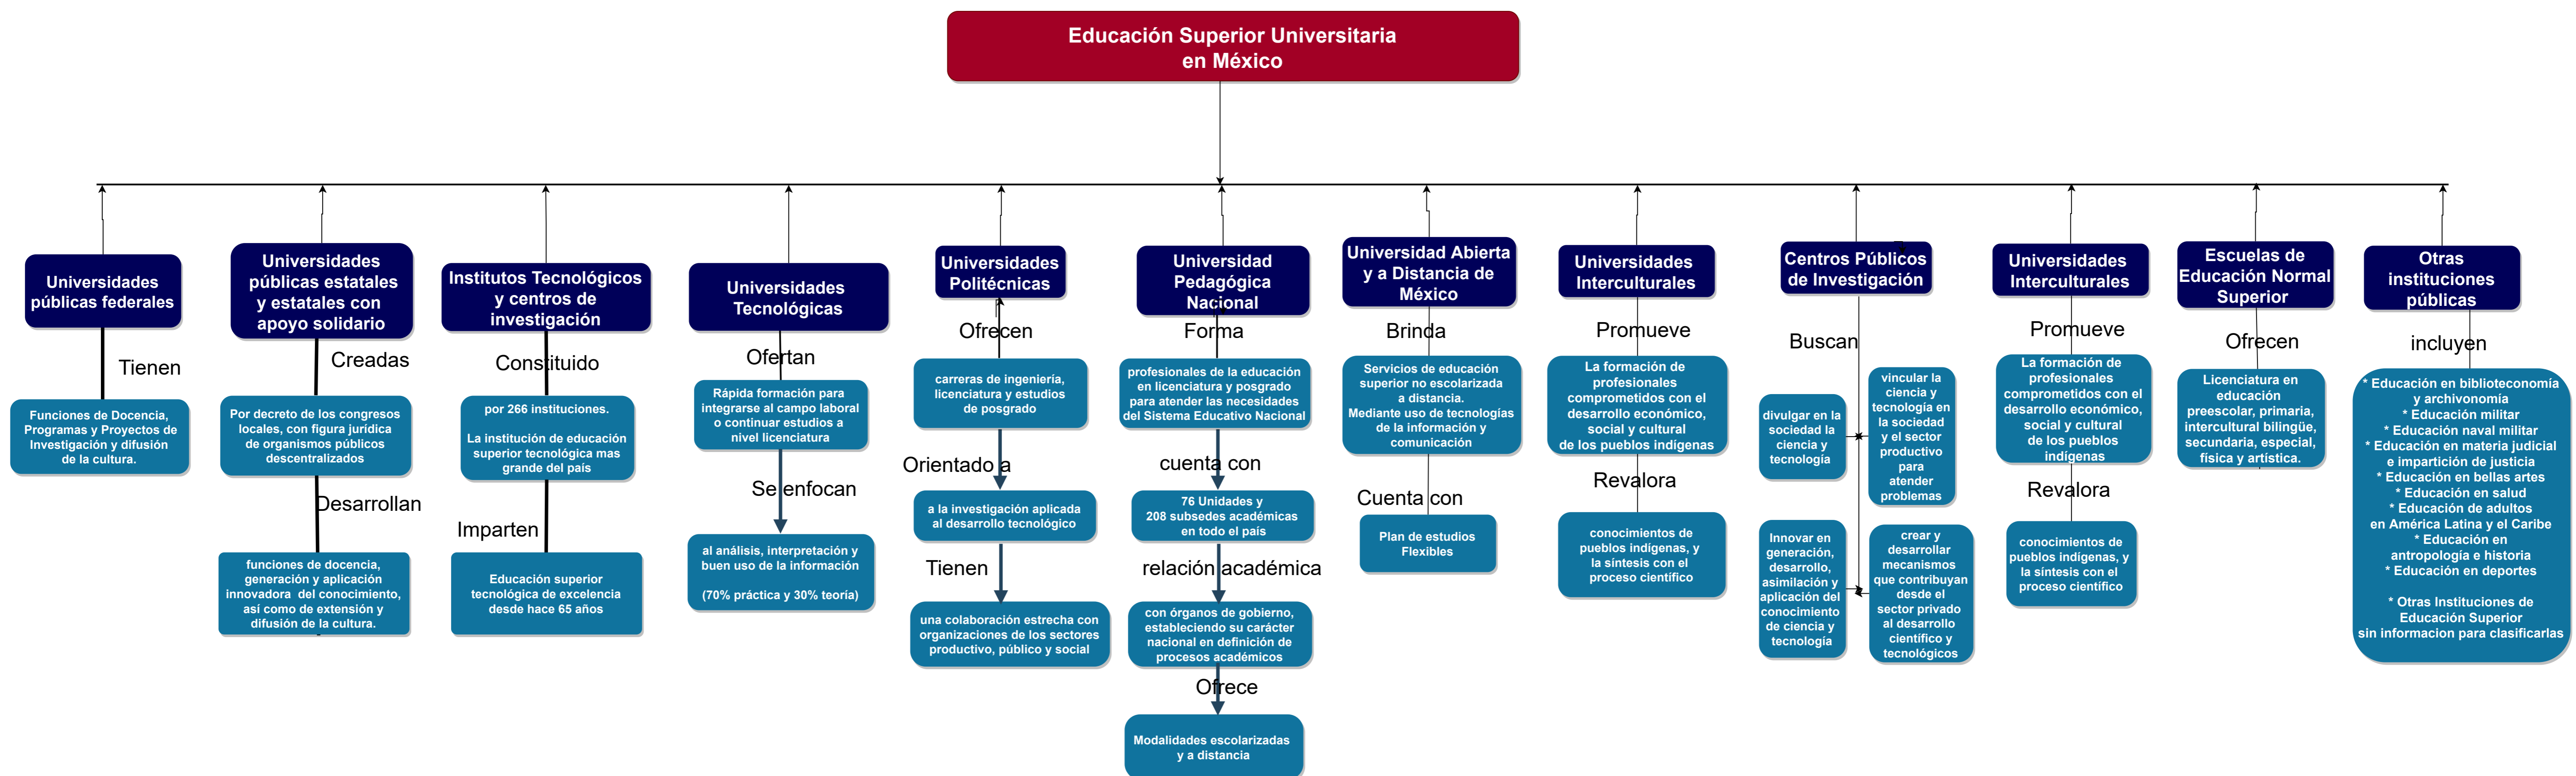 Educación Superior Universitaria
en México
Universidades
públicas federales
Tienen
Funciones de Docencia,
Programas y Proyectos de
Investigación y difusión
de la cultura.
Universidades
públicas estatales
y estatales con
apoyo solidario
Creadas
Por decreto de los congresos
locales, con figura jurídica
de organismos públicos
descentralizados
Desarrollan
funciones de docencia,
generación y aplicación
innovadora del conocimiento,
así como de extensión y
difusión de la cultura.
Institutos Tecnológicos
y centros de
investigación
Constituido
por 266 instituciones.
La institución de educación
superior tecnológica mas
grande del país
Imparten
Educación superior
tecnológica de excelencia
desde hace 65 años
Universidades
Tecnológicas
Ofertan
Rápida formación para
integrarse al campo laboral
o continuar estudios a
nivel licenciatura
Se enfocan
al análisis, interpretación y
buen uso de la información
(70% práctica y 30% teoría)
Universidades
Politécnicas
Ofrecen
carreras de ingeniería,
licenciatura y estudios
de posgrado
Orientado a
a la investigación aplicada
al desarrollo tecnológico
Tienen
una colaboración estrecha con
organizaciones de los sectores
productivo, público y social
Universidad
Pedagógica
Nacional
Forma
profesionales de la educación
en licenciatura y posgrado
para atender las necesidades
del Sistema Educativo Nacional
cuenta con
76 Unidades y
208 subsedes académicas
en todo el país
relación académica
con órganos de gobierno,
estableciendo su carácter
nacional en definición de
procesos académicos
Ofrece
Modalidades escolarizadas
y a distancia
Universidad Abierta
y a Distancia de
México
Brinda
Servicios de educación
superior no escolarizada
a distancia.
Mediante uso de tecnologías
de la información y
comunicación
Cuenta con
Plan de estudios
Flexibles
Universidades
Interculturales
Promueve
La formación de
profesionales
comprometidos con el
desarrollo económico,
social y cultural
de los pueblos indígenas
Revalora
conocimientos de
pueblos indígenas, y
la síntesis con el
proceso científico
Centros Públicos
de Investigación
Buscan
divulgar en la
sociedad la
ciencia y
tecnología
vincular la
ciencia y
tecnología en
la sociedad
y el sector
productivo
para
atender
problemas
Innovar en
generación,
desarrollo,
asimilación y
aplicación del
conocimiento
de ciencia y
tecnología
crear y
desarrollar
mecanismos
que contribuyan
desde el
sector privado
al desarrollo
científico y
tecnológicos
Universidades
Interculturales
Promueve
La formación de
profesionales
comprometidos con el
desarrollo económico,
social y cultural
de los pueblos
indígenas
Revalora
conocimientos de
pueblos indígenas, y
la síntesis con el
proceso científico
Escuelas de
Educación Normal
Superior
Ofrecen
Licenciatura en
educación
preescolar, primaria,
intercultural bilingüe,
secundaria, especial,
física y artística.
Otras
instituciones
públicas
incluyen
* Educación en biblioteconomía
y archivonomía
* Educación militar
* Educación naval militar
* Educación en materia judicial
e impartición de justicia
* Educación en bellas artes
* Educación en salud
* Educación de adultos
en América Latina y el Caribe
* Educación en
antropología e historia
* Educación en deportes
* Otras Instituciones de
Educación Superior
sin informacion para clasificarlas